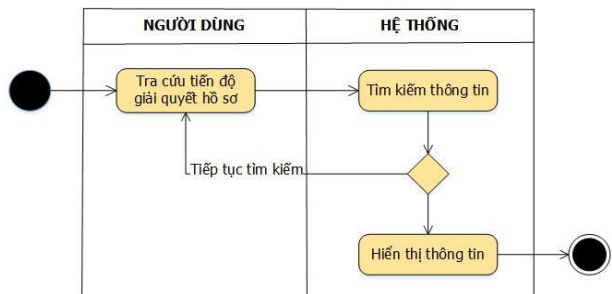 NGƯỜI DÙNG
HỆ THỐNG
Tra cứu tiến độ
giải quyết hồ sơ
Tìm kiếm thông tin
Tiếp tục tìm kiếm
Hiển thị thông tin